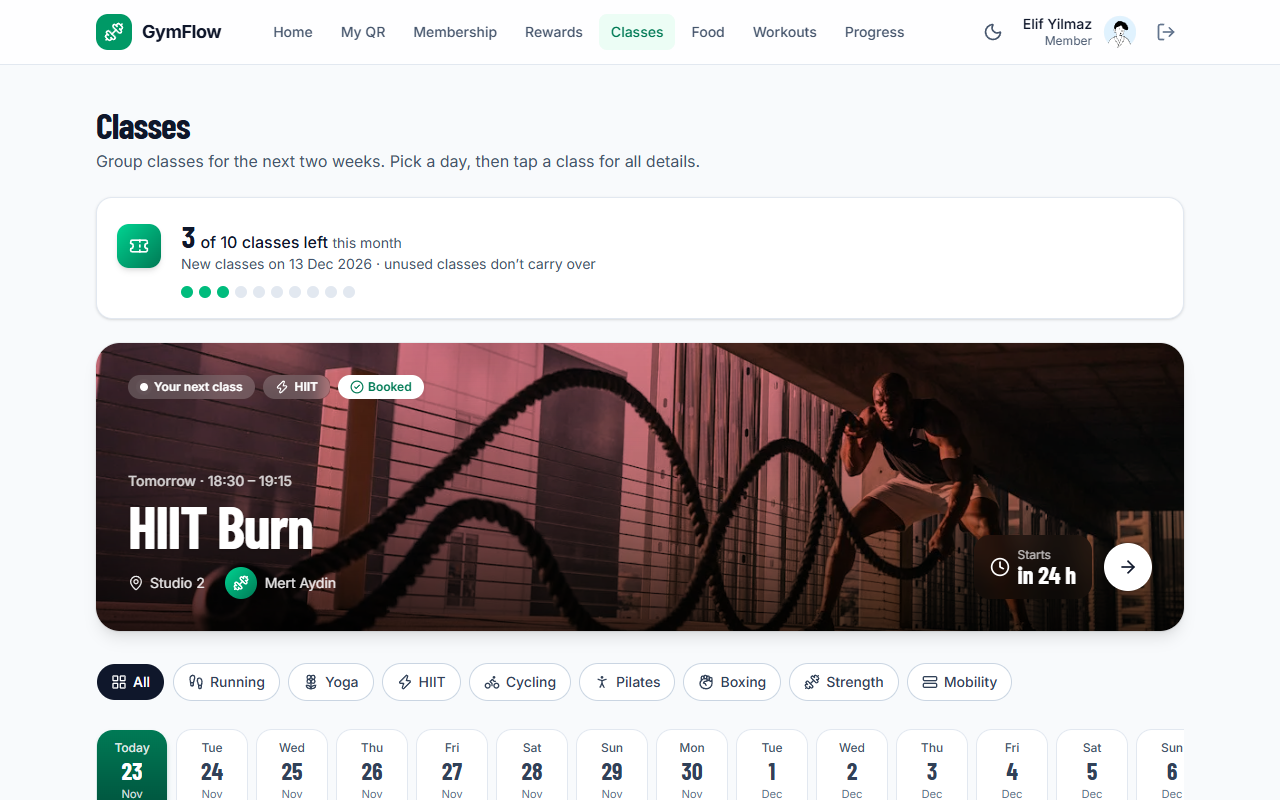 GymFlow
Home
My QR
Membership
Rewards
Classes
Food
Workouts
Progress
Elif Yilmaz
Member
Classes
Group classes for the next two weeks. Pick a day, then tap a class for all details.
3 of 10 classes left this month
New classes on 13 Dec 2026 · unused classes don’t carry over
Your next class
HIIT
Booked
Tomorrow · 18:30 – 19:15
HIIT Burn
Studio 2
Mert Aydin
Starts
in 24 h
All
Running
Yoga
HIIT
Cycling
Pilates
Boxing
Strength
Mobility
Today
23
Nov
Tue
24
Nov
Wed
25
Nov
Thu
26
Nov
Fri
27
Nov
Sat
28
Nov
Sun
29
Nov
Mon
30
Nov
Tue
1
Dec
Wed
2
Dec
Thu
3
Dec
Fri
4
Dec
Sat
5
Dec
Sun
6
Dec